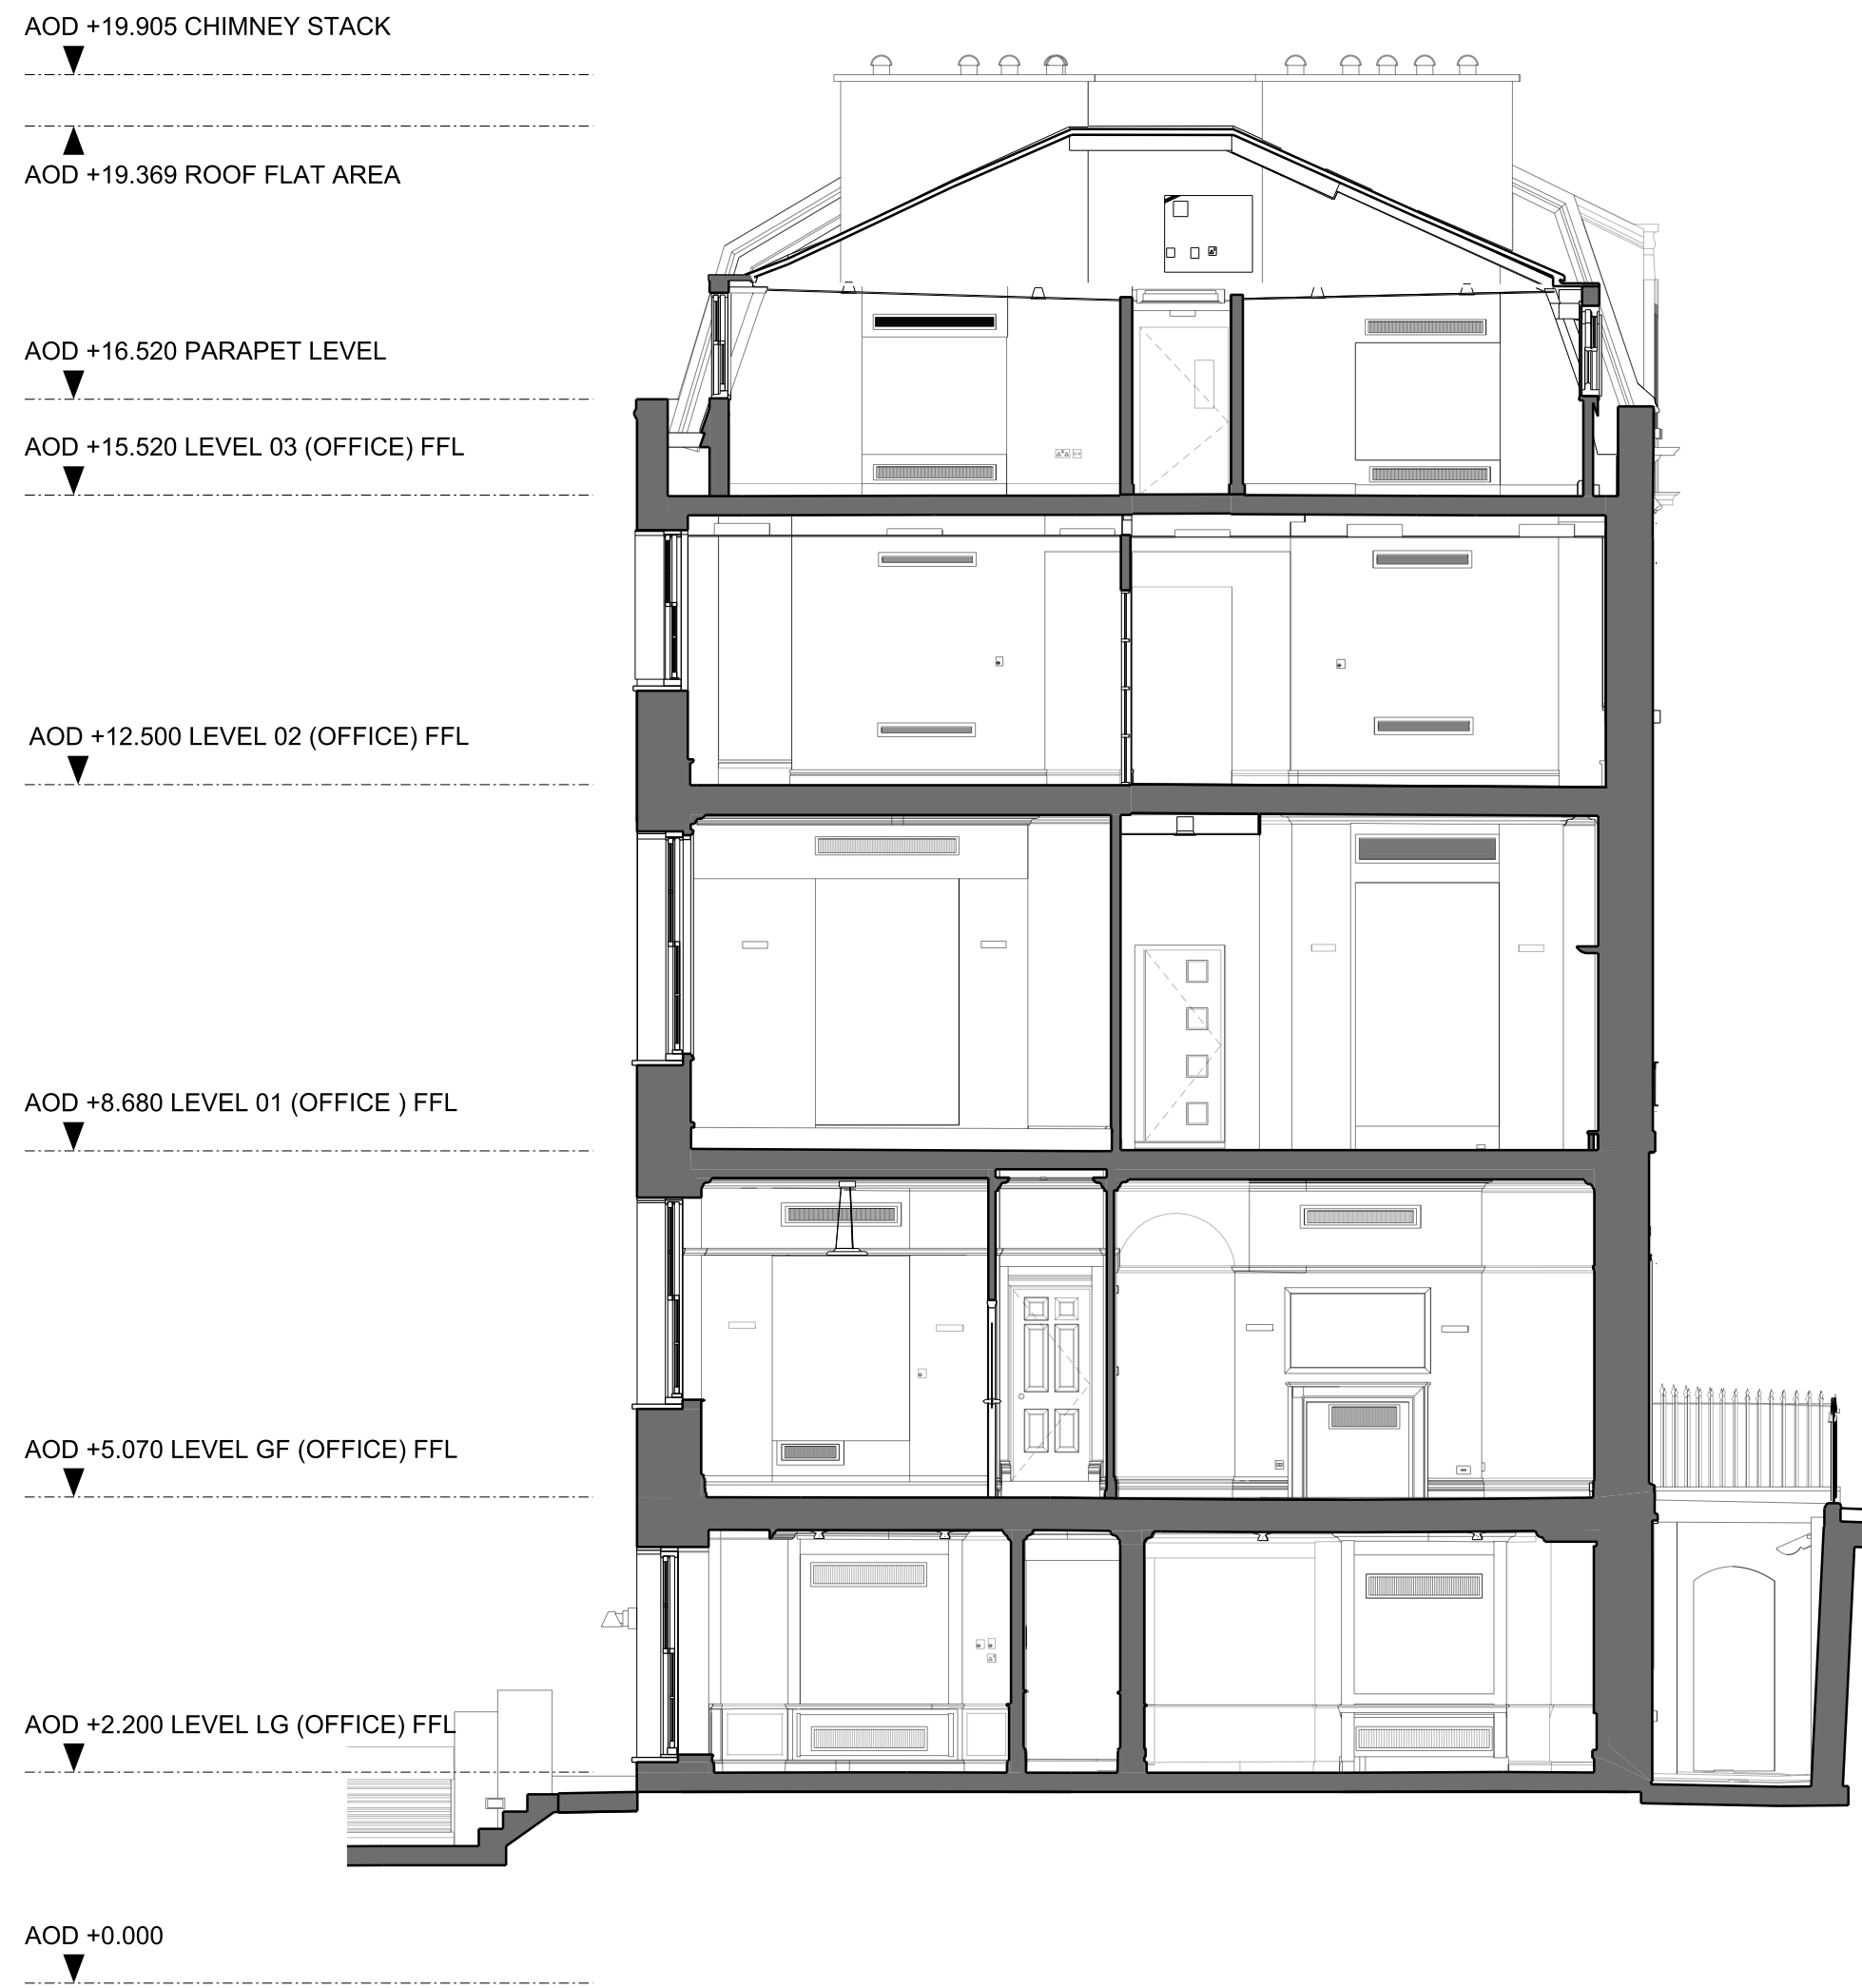 AOD +19.905 CHIMNEY STACK
AOD +19.369 ROOF FLAT AREA
AOD +16.520 PARAPET LEVEL
AOD +15.520 LEVEL 03 (OFFICE) FFL
AOD +12.500 LEVEL 02 (OFFICE) FFL
AOD +8.680 LEVEL 01 (OFFICE ) FFL
AOD +5.070 LEVEL GF (OFFICE) FFL
AOD +2.200 LEVEL LG (OFFICE) FFL
AOD +0.000